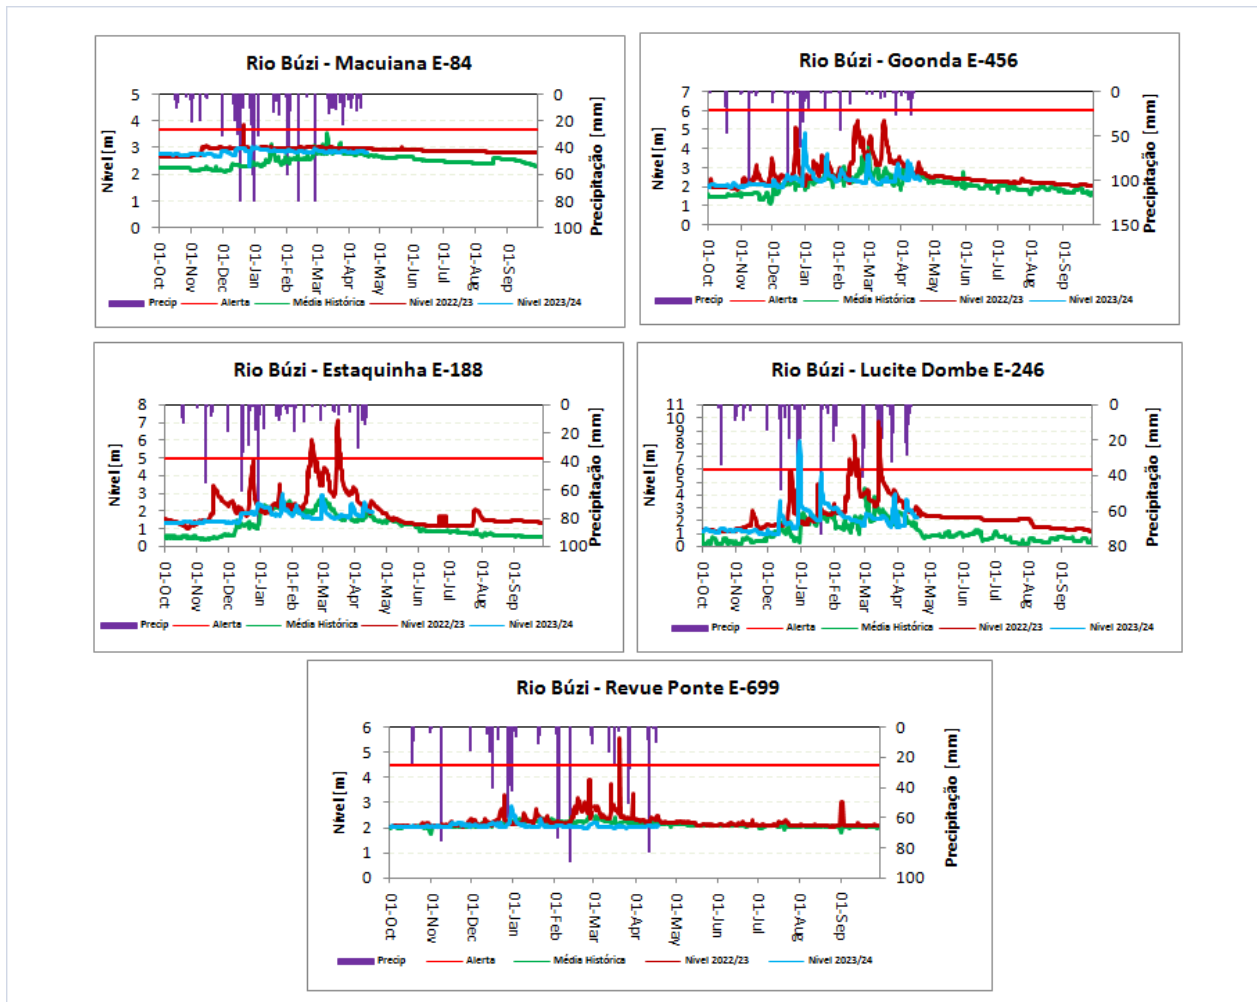 Rio Búzi - Macuiana E-84
5
4
3
2
1
0
Nível [m]
0
20
40
60
80
100
Precipitação [mm]
01-Oct
01-Nov
01-Dec
01-Jan
01-Feb
01-Mar
01-Apr
01-May
01-Jun
01-Jul
01-Aug
01-Sep
Precip Alerta Média Histórica Nivel 2022/23 Nivel 2023/24
Rio Búzi - Goonda E-456
7
6
5
4
3
2
1
0
Nível [m]
0
50
100
150
Precipitação [mm]
01-Oct
01-Nov
01-Dec
01-Jan
01-Feb
01-Mar
01-Apr
01-May
01-Jun
01-Jul
01-Aug
01-Sep
Precip Alerta Média Histórica Nivel 2022/23 Nivel 2023/24
Rio Búzi - Estaquinha E-188
8
7
6
5
4
3
2
1
0
Nível [m]
0
20
40
60
80
100
Precipitação [mm]
01-Oct
01-Nov
01-Dec
01-Jan
01-Feb
01-Mar
01-Apr
01-May
01-Jun
01-Jul
01-Aug
01-Sep
Precip Alerta Média Histórica Nivel 2022/23 Nivel 2023/24
Rio Búzi - Lucite Dombe E-246
11
10
9
8
7
6
5
4
3
2
1
0
Nível [m]
0
20
40
60
80
Precipitação [mm]
01-Oct
01-Nov
01-Dec
01-Jan
01-Feb
01-Mar
01-Apr
01-May
01-Jun
01-Jul
01-Aug
01-Sep
Precip Alerta Média Histórica Nivel 2022/23 Nivel 2023/24
Rio Búzi - Revue Ponte E-699
6
5
4
3
2
1
0
Nível [m]
0
20
40
60
80
100
Precipitação [mm]
01-Oct
01-Nov
01-Dec
01-Jan
01-Feb
01-Mar
01-Apr
01-May
01-Jun
01-Jul
01-Aug
01-Sep
Precip Alerta Média Histórica Nivel 2022/23 Nivel 2023/24